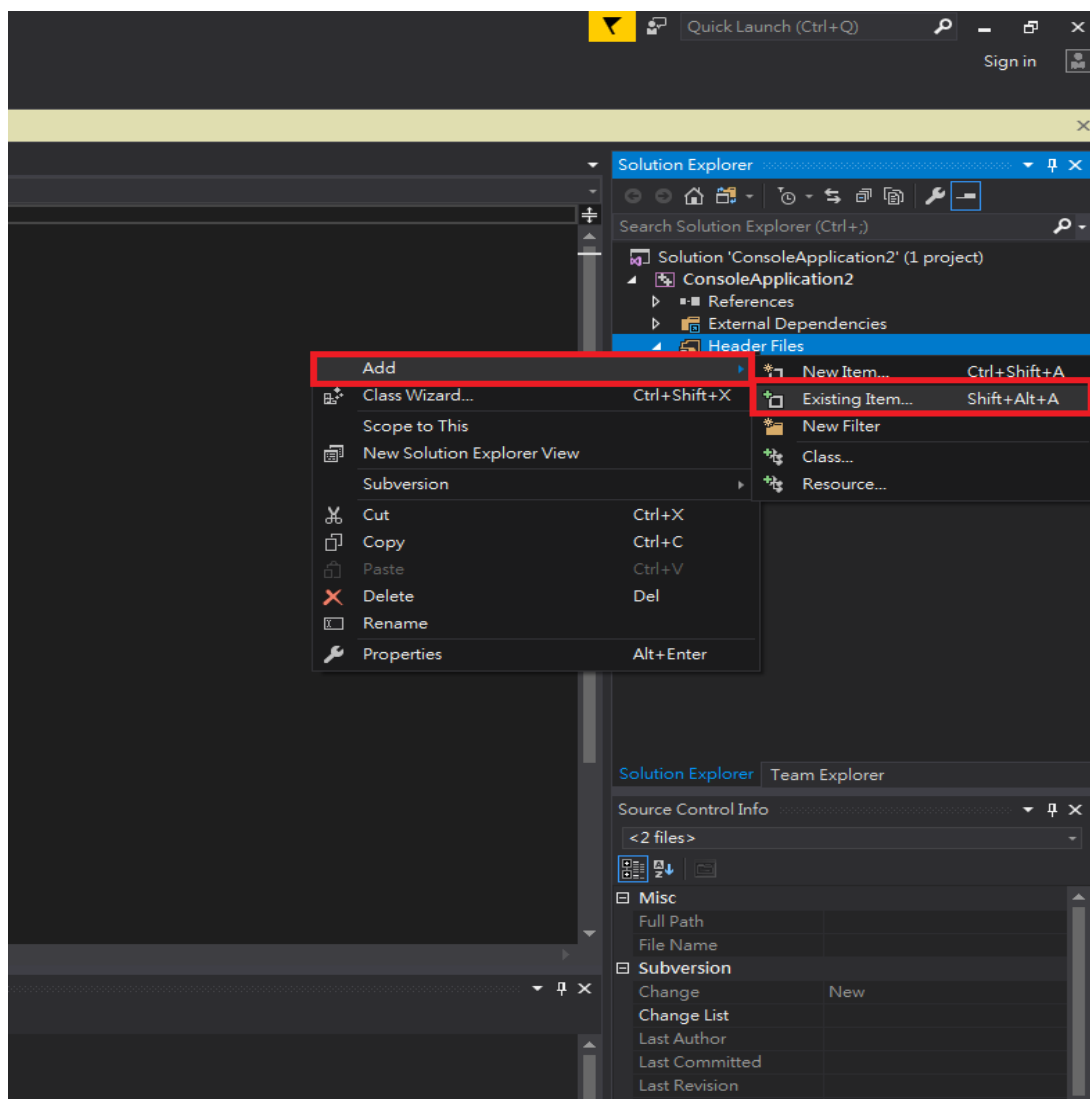 Quick Launch (Ctrl+Q)
Sign in
Solution Explorer
Search Solution Explorer (Ctrl+;)
Solution 'ConsoleApplication2' (1 project)
ConsoleApplication2
References
External Dependencies
Header Files
Add
Class Wizard... Ctrl+Shift+X
Scope to This
New Solution Explorer View
Subversion
Cut Ctrl+X
Copy Ctrl+C
Paste Ctrl+V
Delete Del
Rename
Properties Alt+Enter
New Item... Ctrl+Shift+A
Existing Item... Shift+Alt+A
New Filter
Class...
Resource...
Solution Explorer Team Explorer
Source Control Info
<2 files>
Misc
Full Path
File Name
Subversion
Change New
Change List
Last Author
Last Committed
Last Revision